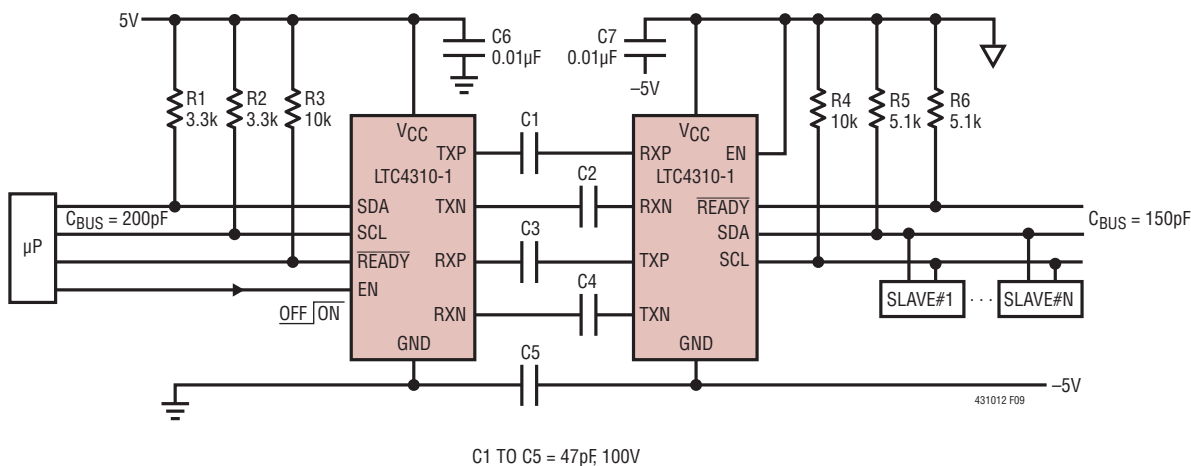 5V
C6
0.01µF
C7
0.01µF
–5V
R1
3.3k
R2
3.3k
R3
10k
R4
10k
R5
5.1k
R6
5.1k
VCC
TXP
LTC4310-1
SDA
TXN
SCL
READY
RXP
EN
RXN
GND
C1
C2
C3
C4
C5
VCC
RXP
EN
LTC4310-1
RXN
READY
SDA
TXP
SCL
TXN
GND
µP
CBUS = 200pF
OFF ON
CBUS = 150pF
SLAVE#1 · · · SLAVE#N
–5V
431012 F09
C1 TO C5 = 47pF, 100V